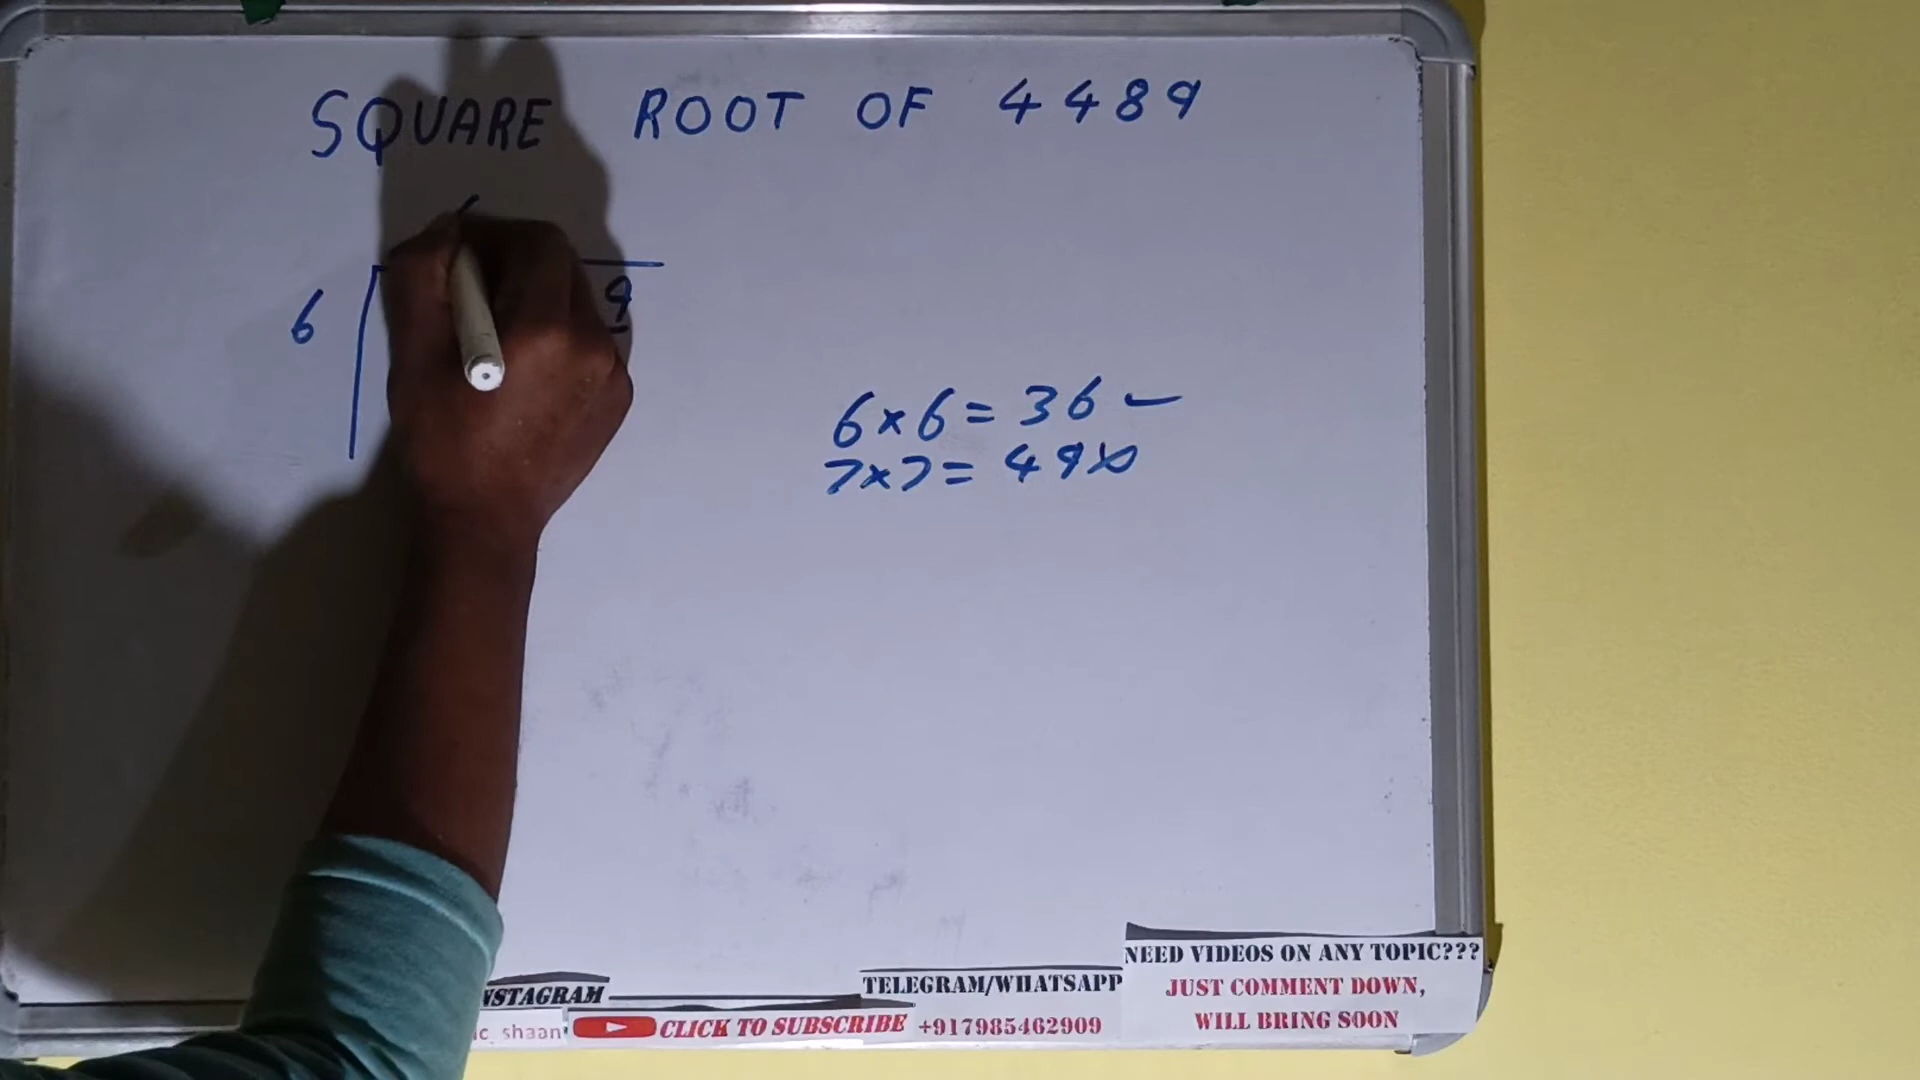 SQUARE ROOT OF 4489
6
6 9
6×6=36
7×7=49×
NEED VIDEOS ON ANY TOPIC???
JUST COMMENT DOWN,
WILL BRING SOON
TELEGRAM/WHATSAPP
+917985462909
CLICK TO SUBSCRIBE
shaan